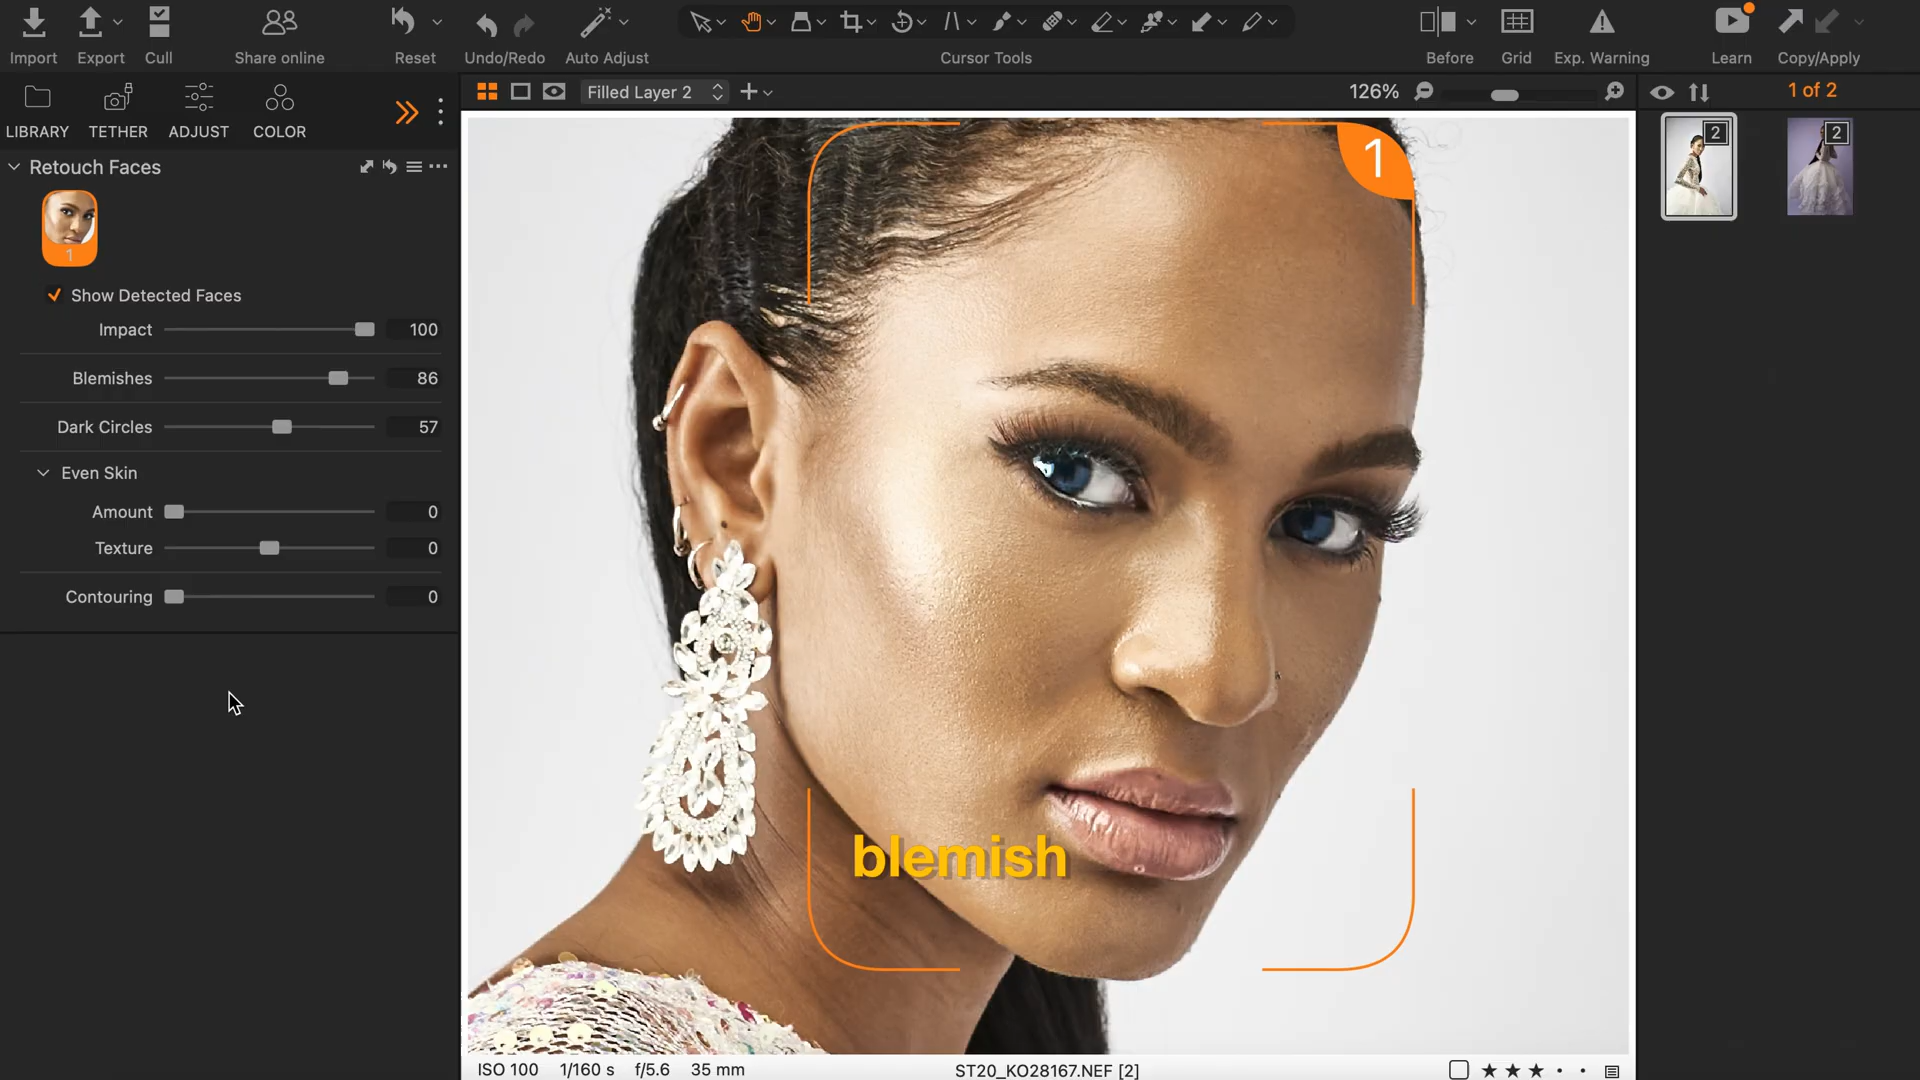 Import
Export
Cull
Share online
Reset
Undo/Redo
Auto Adjust
Cursor Tools
Before
Grid
Exp. Warning
Learn
Copy/Apply
LIBRARY
TETHER
ADJUST
COLOR
Filled Layer 2
126%
1 of 2
Retouch Faces
1
Show Detected Faces
Impact 100
Blemishes 86
Dark Circles 57
Even Skin
Amount 0
Texture 0
Contouring 0
1
2
2
blemish
ISO 100 1/160 s f/5.6 35 mm
ST20_KO28167.NEF [2]